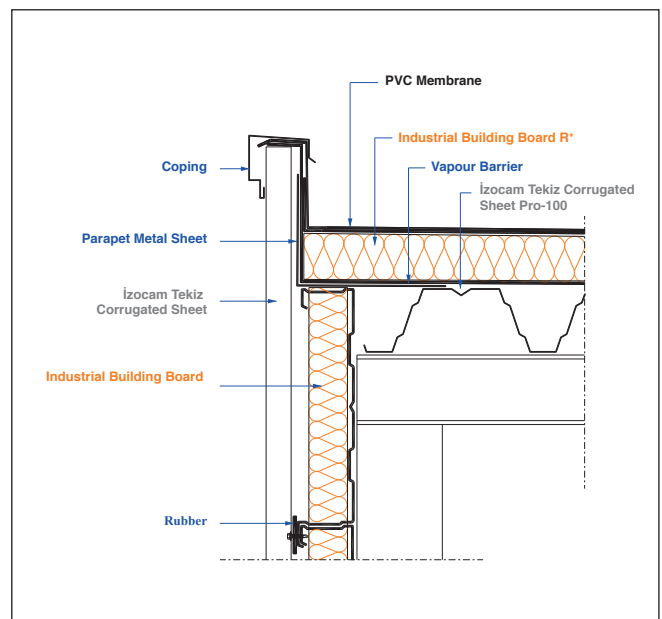 PVC Membrane
Industrial Building Board R+
Coping
Vapour Barrier
İzocam Tekiz Corrugated
Sheet Pro-100
Parapet Metal Sheet
İzocam Tekiz
Corrugated Sheet
Industrial Building Board
Rubber